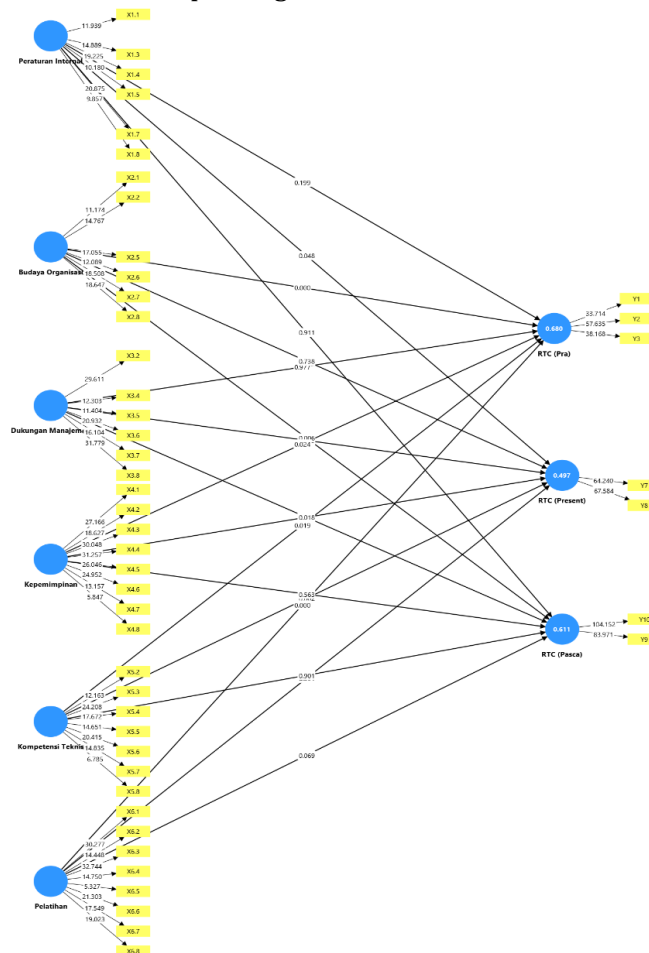 X1.1
11.939
14.889
X1.3
19.225
Peraturan Internal
X1.4
10.180
X1.5
20.875
9.857
X1.7
X1.8
0.199
X2.1
X2.2
11.174
14.767
17.055
X2.5
0.048
12.089
Budaya Organisasi
X2.6
18.508
0.000
X2.7
18.647
X2.8
Y1
33.714
0.680
57.635
Y2
38.168
Y3
0.911
RTC (Pra)
X3.2
0.738
0.977
29.611
X3.4
12.303
11.404
X3.5
20.932
Dukungan Manajem
X3.6
16.104
0.024
X3.7
31.779
X3.8
0.497
64.240
Y7
67.584
Y8
RTC (Present)
X4.1
X4.2
27.166
0.018
18.627
0.019
X4.3
30.048
X4.4
31.257
26.046
X4.5
24.952
Kepemimpinan
X4.6
13.157
0.563
5.847
X4.7
0.000
X4.8
0.611
104.152
Y10
83.971
Y9
RTC (Pasca)
X5.2
12.163
0.901
X5.3
24.208
X5.4
17.672
14.651
X5.5
20.415
Kompetensi Teknis
X5.6
14.835
6.785
X5.7
0.069
X5.8
X6.1
X6.2
30.277
X6.3
14.448
32.744
X6.4
14.750
5.327
X6.5
21.303
Pelatihan
X6.6
17.549
19.023
X6.7
X6.8